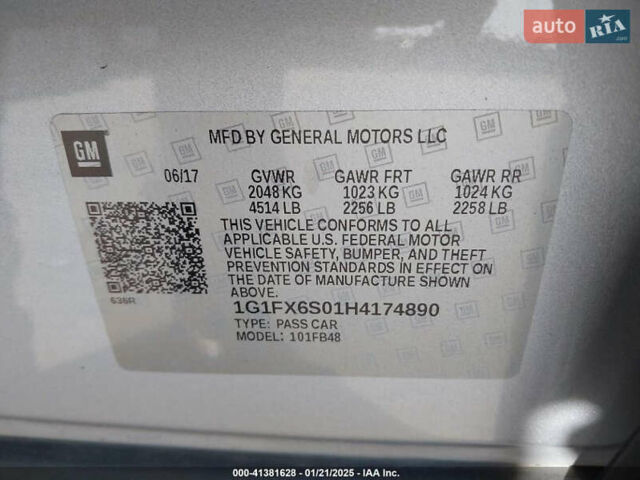 auto RIA
.com
GM
MFD BY GENERAL MOTORS LLC
06/17 GVWR GAWR FRT GAWR RR
2048 KG 1023 KG 1024 KG
4514 LB 2256 LB 2258 LB
THIS VEHICLE CONFORMS TO ALL
APPLICABLE U.S. FEDERAL MOTOR
VEHICLE SAFETY, BUMPER, AND THEFT
PREVENTION STANDARDS IN EFFECT ON
THE DATE OF MANUFACTURE SHOWN
ABOVE.
636R
1G1FX6S01H4174890
TYPE: PASS CAR
MODEL: 101FB48
000-41381628 - 01/21/2025 - IAA Inc.